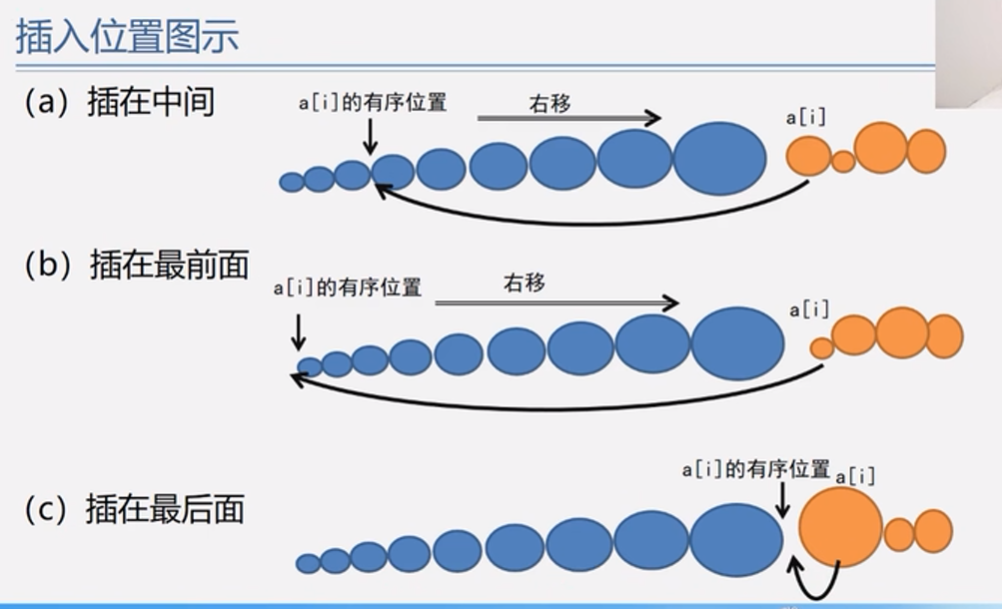 插入位置图示
（a）插在中间
a[i]的有序位置
右移
a[i]
（b）插在最前面
a[i]的有序位置
右移
a[i]
（c）插在最后面
a[i]的有序位置
a[i]